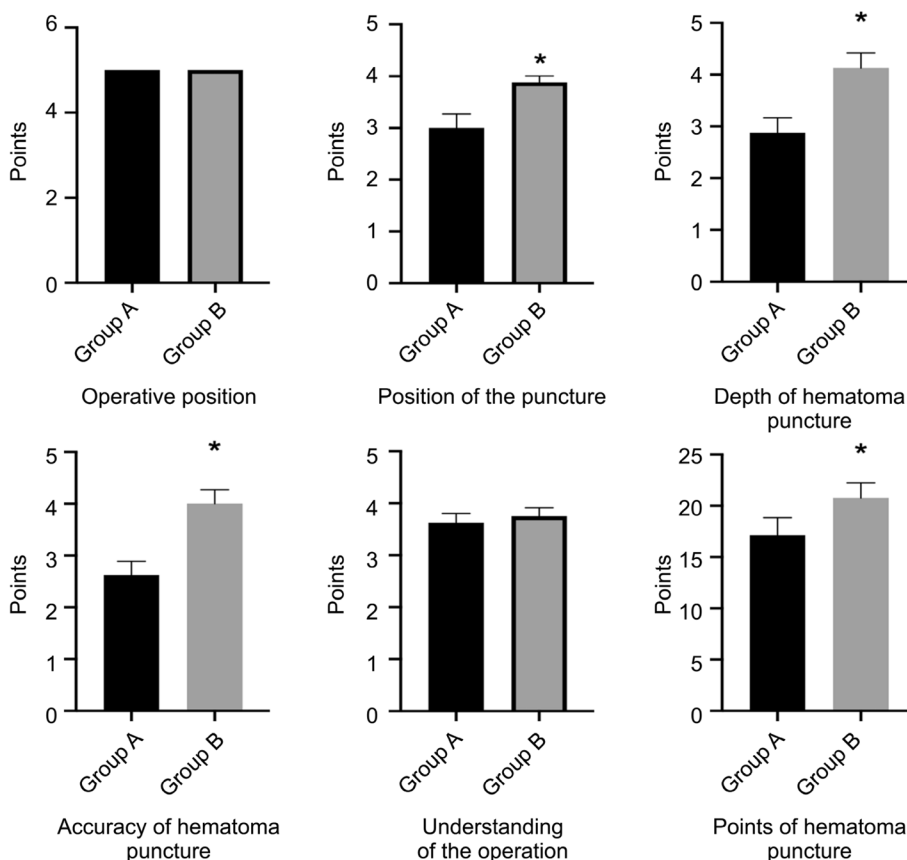 6
4
2
0
Points
Group A
Group B
Operative position
5
4
3
2
1
0
Points
*
Group A
Group B
Position of the puncture
5
4
3
2
1
0
Points
*
Group A
Group B
Depth of hematoma
puncture
5
4
3
2
1
0
Points
*
Group A
Group B
Accuracy of hematoma
puncture
5
4
3
2
1
0
Points
Group A
Group B
Understanding
of the operation
25
20
15
10
5
0
Points
*
Group A
Group B
Points of hematoma
puncture